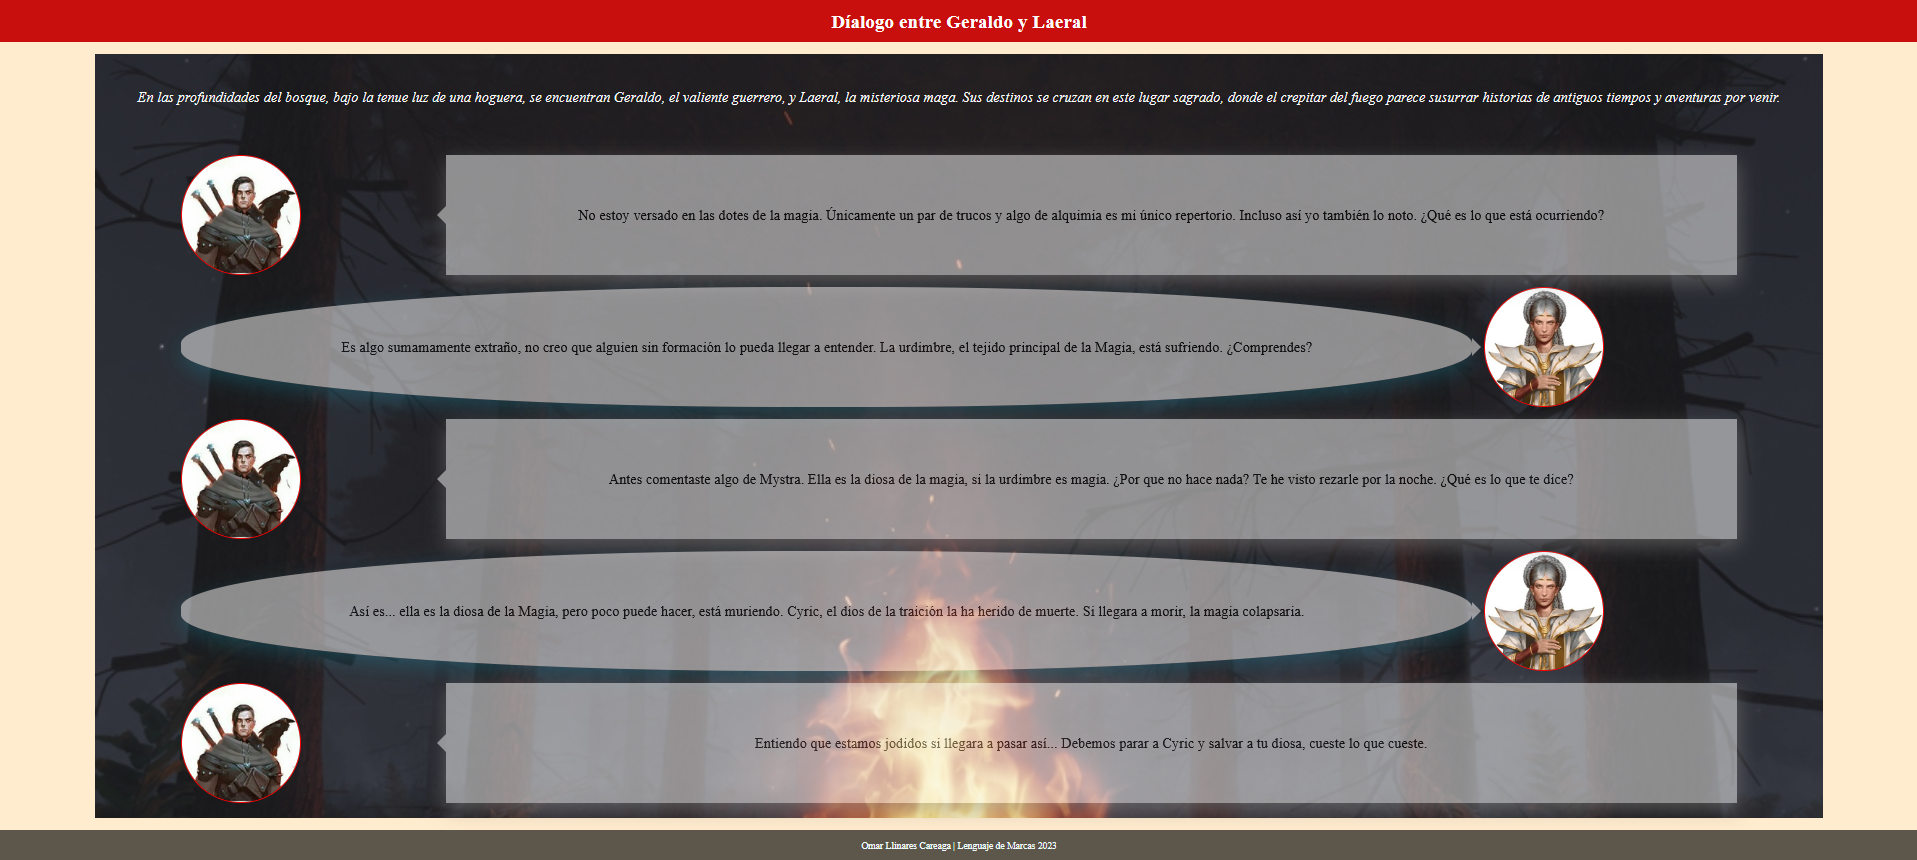 Díalogo entre Geraldo y Laeral
En las profundidades del bosque, bajo la tenue luz de una hoguera, se encuentran Geraldo, el valiente guerrero, y Laeral, la misteriosa maga. Sus destinos se cruzan en este lugar sagrado, donde el crepitar del fuego parece susurrar historias de antiguos tiempos y aventuras por venir.
No estoy versado en las dotes de la magia. Únicamente un par de trucos y algo de alquimia es mi único repertorio. Incluso así yo también lo noto. ¿Qué es lo que está ocurriendo?
Es algo sumamamente extraño, no creo que alguien sin formación lo pueda llegar a entender. La urdimbre, el tejido principal de la Magia, está sufriendo. ¿Comprendes?
Antes comentaste algo de Mystra. Ella es la diosa de la magia, si la urdimbre es magia. ¿Por que no hace nada? Te he visto rezarle por la noche. ¿Qué es lo que te dice?
Así es... ella es la diosa de la Magia, pero poco puede hacer, está muriendo. Cyric, el dios de la traición la ha herido de muerte. Si llegara a morir, la magia colapsaría.
Entiendo que estamos jodidos si llegara a pasar así... Debemos parar a Cyric y salvar a tu diosa, cueste lo que cueste.
Omar Llinares Careaga | Lenguaje de Marcas 2023